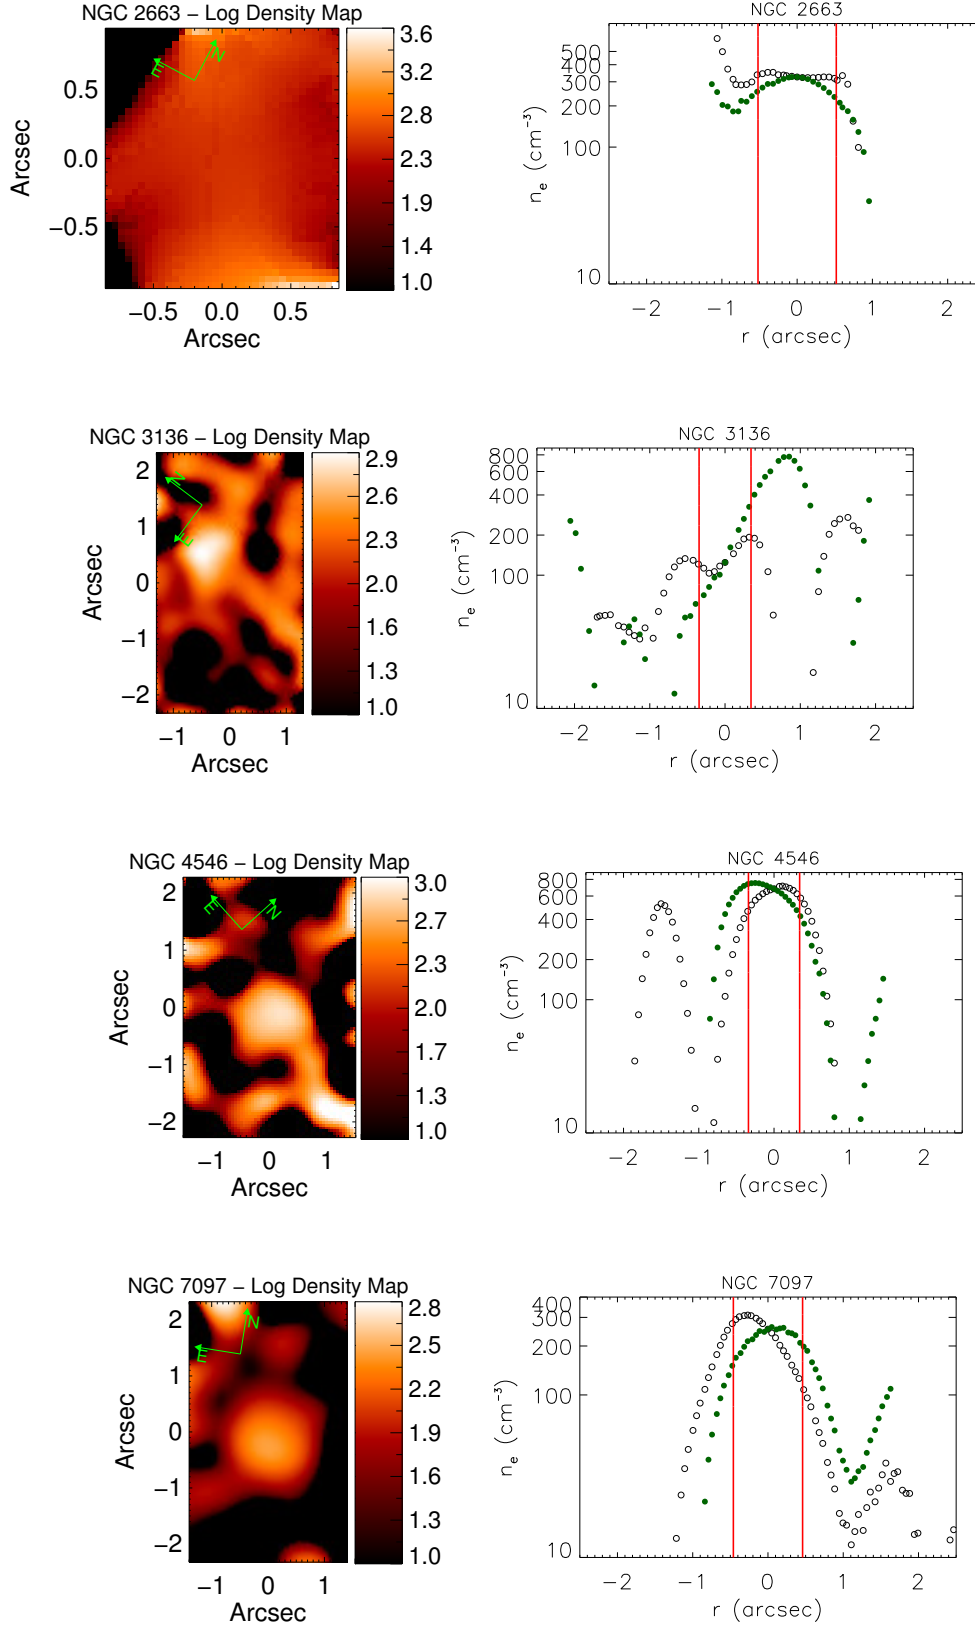 NGC 2663 – Log Density Map
NGC 2663
N
E
0.5
0.0
−0.5
Arcsec
−0.5 0.0 0.5
Arcsec
3.6
3.2
2.8
2.3
1.9
1.4
1.0
500
400
300
200
100
10
n_e (cm⁻³)
−2 −1 0 1 2
r (arcsec)
NGC 3136 – Log Density Map
NGC 3136
N
E
2
1
0
−1
−2
Arcsec
−1 0 1
Arcsec
2.9
2.6
2.3
2.0
1.6
1.3
1.0
800
600
400
200
100
10
n_e (cm⁻³)
−2 −1 0 1 2
r (arcsec)
NGC 4546 – Log Density Map
NGC 4546
E
N
2
1
0
−1
−2
Arcsec
−1 0 1
Arcsec
3.0
2.7
2.3
2.0
1.7
1.3
1.0
800
600
400
200
100
10
n_e (cm⁻³)
−2 −1 0 1 2
r (arcsec)
NGC 7097 – Log Density Map
NGC 7097
N
E
2
1
0
−1
−2
Arcsec
−1 0 1
Arcsec
2.8
2.5
2.2
1.9
1.6
1.3
1.0
400
300
200
100
10
n_e (cm⁻³)
−2 −1 0 1 2
r (arcsec)